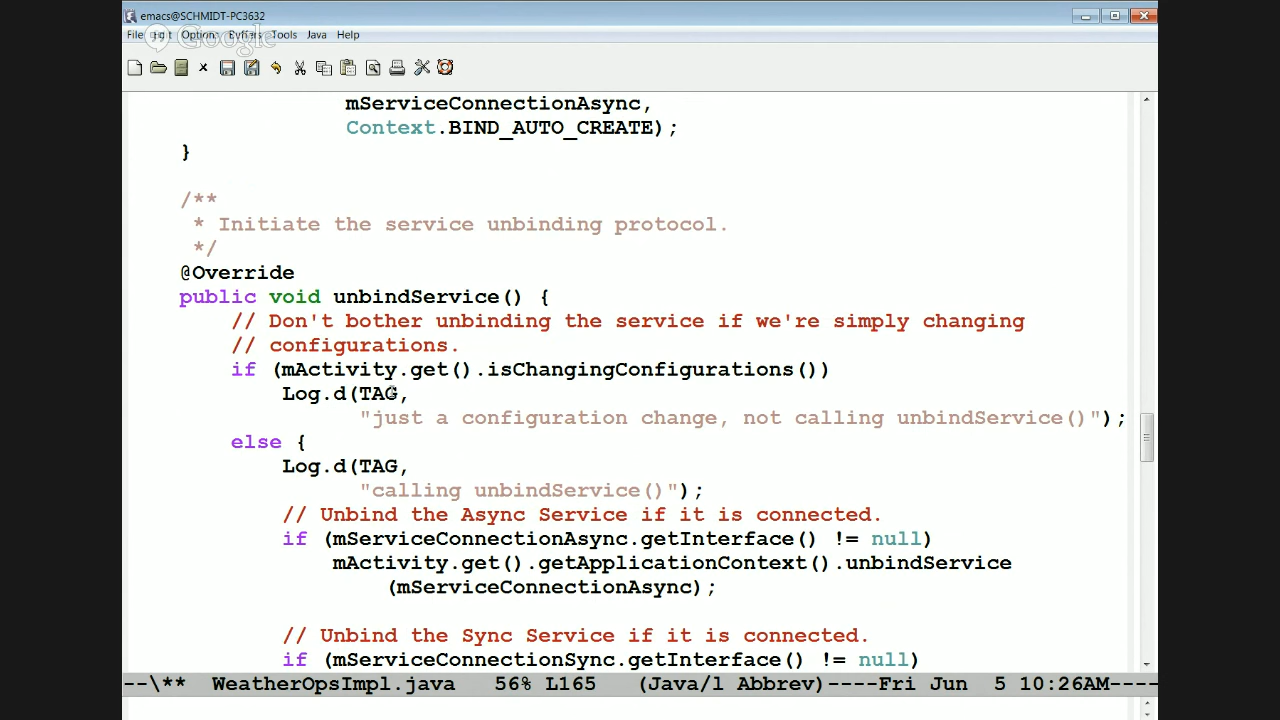 emacs@SCHMIDT-PC3632
File Edit Options Buffers Tools Java Help
Google
mServiceConnectionAsync,
Context.BIND_AUTO_CREATE);
}
/**
* Initiate the service unbinding protocol.
*/
@Override
public void unbindService() {
// Don't bother unbinding the service if we're simply changing
// configurations.
if (mActivity.get().isChangingConfigurations())
Log.d(TAG,
"just a configuration change, not calling unbindService()");
else {
Log.d(TAG,
"calling unbindService()");
// Unbind the Async Service if it is connected.
if (mServiceConnectionAsync.getInterface() != null)
mActivity.get().getApplicationContext().unbindService
(mServiceConnectionAsync);
// Unbind the Sync Service if it is connected.
if (mServiceConnectionSync.getInterface() != null)
--\** WeatherOpsImpl.java 56% L165 (Java/l Abbrev)----Fri Jun 5 10:26AM----